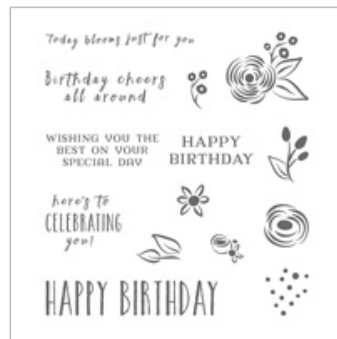 Today blooms just for you
Birthday cheers
all around
WISHING YOU THE
BEST ON YOUR
SPECIAL DAY
HAPPY
BIRTHDAY
here's to
CELEBRATING
you!
HAPPY BIRTHDAY